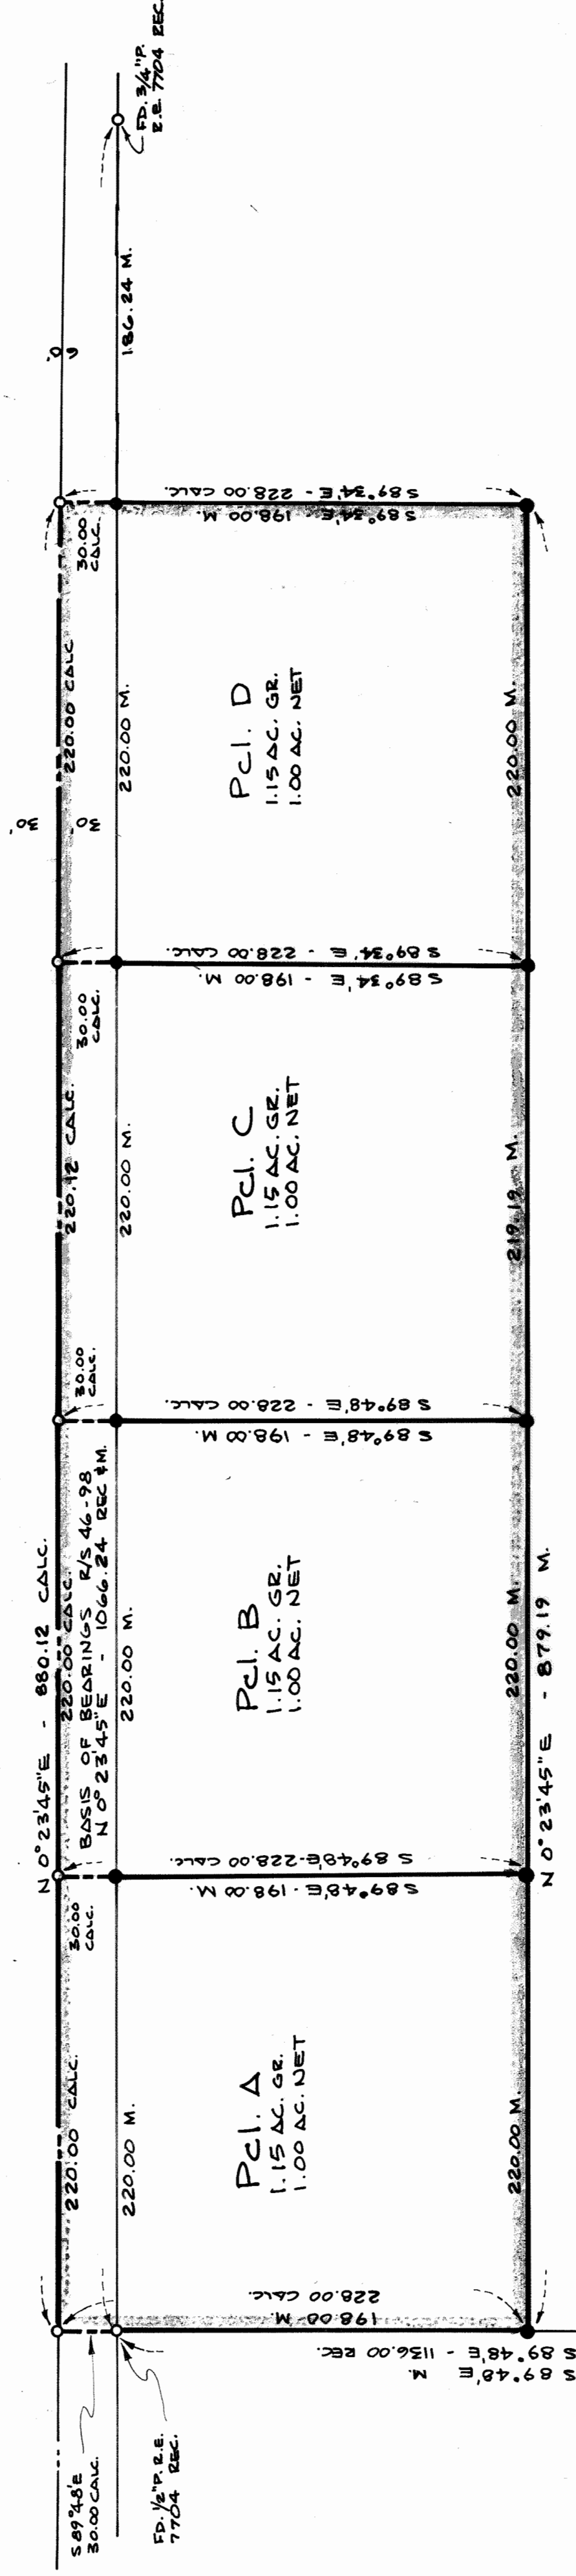 FD. 3/4"P.
R.E. 7704 REC.
186.24 M.
S 89°34'E - 228.00 CALC.
S 89°34'E - 198.00 M.
30.00
CALC.
220.00 CALC
220.00 M.
30'
30'
Pcl. D
1.15 AC. GR.
1.00 AC. NET
220.00 M.
S 89°34'E - 228.00 CALC.
S 89°34'E - 198.00 M.
30.00
CALC.
220.12 CALC.
220.00 M.
Pcl. C
1.15 AC. GR.
1.00 AC. NET
219.19 M.
30.00
CALC.
S 89°48'E - 228.00 CALC.
S 89°48'E - 198.00 M.
N 0°23'45"E - 880.12 CALC.
220.00 CALC.
BASIS OF BEARINGS R/S 46-98
N 0°23'45"E - 1066.24 REC & M.
220.00 M.
Pcl. B
1.15 AC. GR.
1.00 AC. NET
220.00 M.
N 0°23'45"E - 879.19 M.
S 89°48'E - 228.00 CALC.
S 89°48'E - 198.00 M.
30.00
CALC.
220.00 CALC.
220.00 M.
Pcl. A
1.15 AC. GR.
1.00 AC. NET
220.00 M.
228.00 CALC.
198.00 M.
S 89°48'E - 1136.00 REC.
S 89°48'E M.
S 89°48'E
30.00 CALC.
FD. 1/2"P. R.E.
7704 REC.